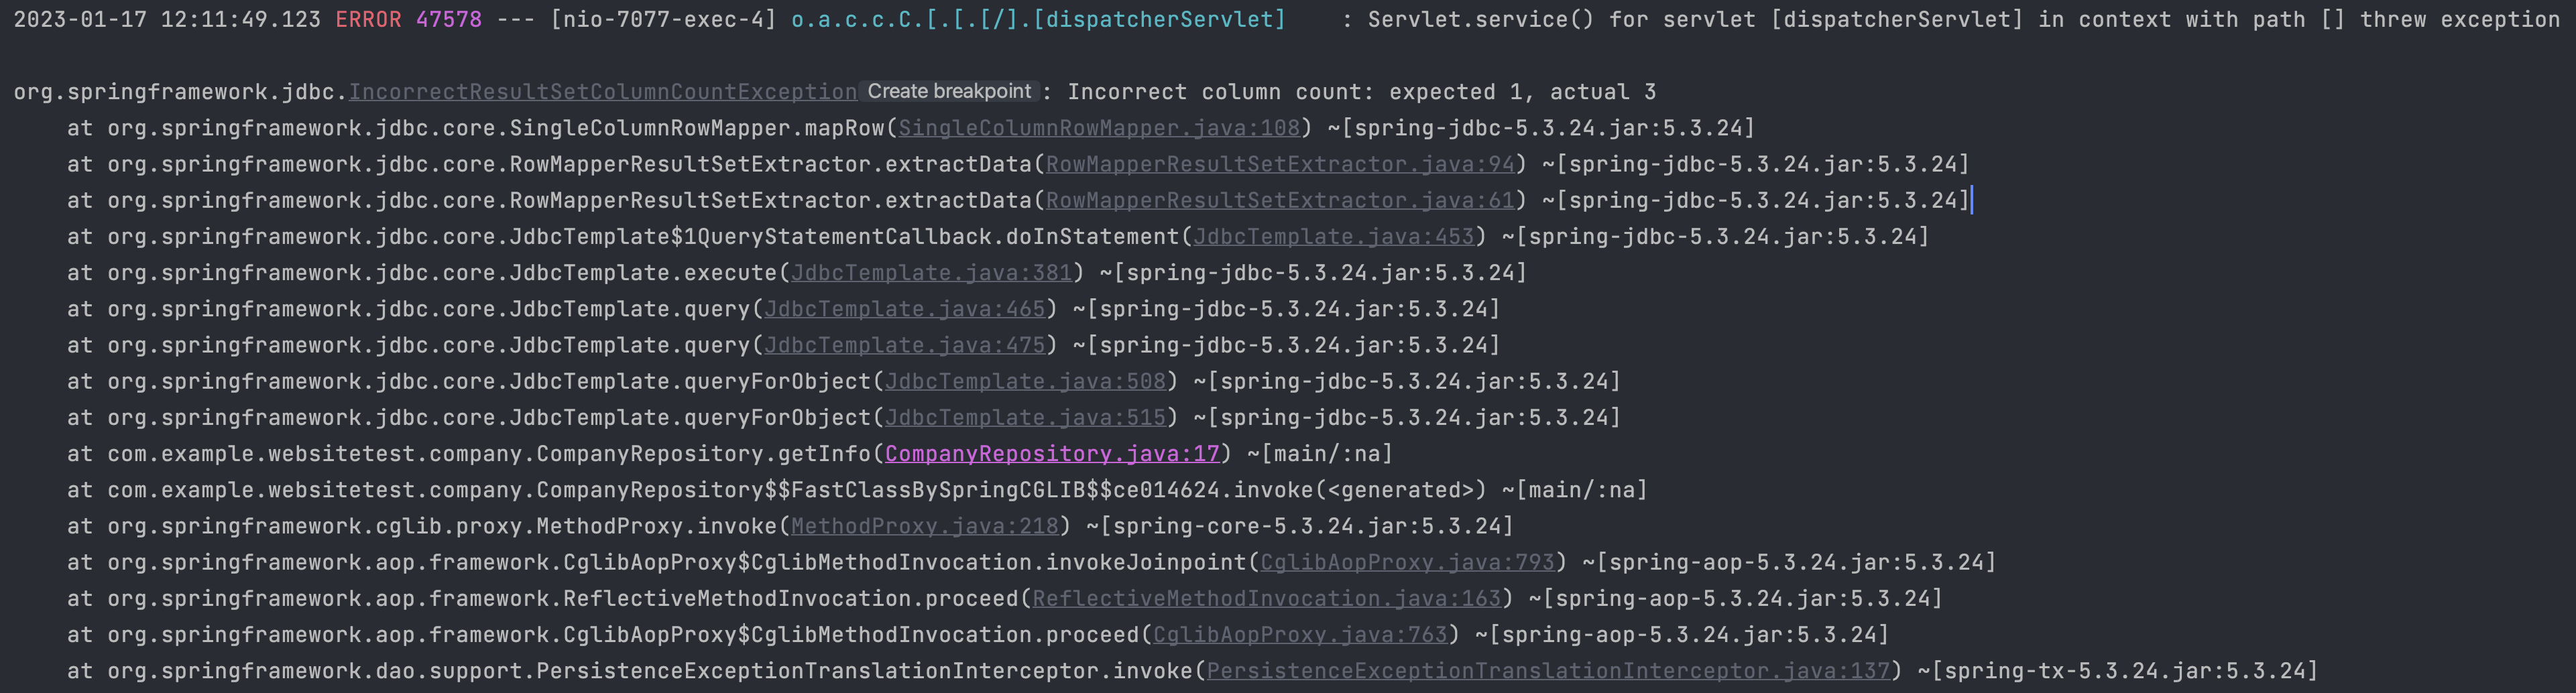 2023-01-17 12:11:49.123 ERROR 47578 --- [nio-7077-exec-4] o.a.c.c.C.[.[.[/].[dispatcherServlet]    : Servlet.service() for servlet [dispatcherServlet] in context with path [] threw exception
org.springframework.jdbc.IncorrectResultSetColumnCountException Create breakpoint : Incorrect column count: expected 1, actual 3
at org.springframework.jdbc.core.SingleColumnRowMapper.mapRow(SingleColumnRowMapper.java:108) ~[spring-jdbc-5.3.24.jar:5.3.24]
at org.springframework.jdbc.core.RowMapperResultSetExtractor.extractData(RowMapperResultSetExtractor.java:94) ~[spring-jdbc-5.3.24.jar:5.3.24]
at org.springframework.jdbc.core.RowMapperResultSetExtractor.extractData(RowMapperResultSetExtractor.java:61) ~[spring-jdbc-5.3.24.jar:5.3.24]
at org.springframework.jdbc.core.JdbcTemplate$1QueryStatementCallback.doInStatement(JdbcTemplate.java:453) ~[spring-jdbc-5.3.24.jar:5.3.24]
at org.springframework.jdbc.core.JdbcTemplate.execute(JdbcTemplate.java:381) ~[spring-jdbc-5.3.24.jar:5.3.24]
at org.springframework.jdbc.core.JdbcTemplate.query(JdbcTemplate.java:465) ~[spring-jdbc-5.3.24.jar:5.3.24]
at org.springframework.jdbc.core.JdbcTemplate.query(JdbcTemplate.java:475) ~[spring-jdbc-5.3.24.jar:5.3.24]
at org.springframework.jdbc.core.JdbcTemplate.queryForObject(JdbcTemplate.java:508) ~[spring-jdbc-5.3.24.jar:5.3.24]
at org.springframework.jdbc.core.JdbcTemplate.queryForObject(JdbcTemplate.java:515) ~[spring-jdbc-5.3.24.jar:5.3.24]
at com.example.websitetest.company.CompanyRepository.getInfo(CompanyRepository.java:17) ~[main/:na]
at com.example.websitetest.company.CompanyRepository$$FastClassBySpringCGLIB$$ce014624.invoke(<generated>) ~[main/:na]
at org.springframework.cglib.proxy.MethodProxy.invoke(MethodProxy.java:218) ~[spring-core-5.3.24.jar:5.3.24]
at org.springframework.aop.framework.CglibAopProxy$CglibMethodInvocation.invokeJoinpoint(CglibAopProxy.java:793) ~[spring-aop-5.3.24.jar:5.3.24]
at org.springframework.aop.framework.ReflectiveMethodInvocation.proceed(ReflectiveMethodInvocation.java:163) ~[spring-aop-5.3.24.jar:5.3.24]
at org.springframework.aop.framework.CglibAopProxy$CglibMethodInvocation.proceed(CglibAopProxy.java:763) ~[spring-aop-5.3.24.jar:5.3.24]
at org.springframework.dao.support.PersistenceExceptionTranslationInterceptor.invoke(PersistenceExceptionTranslationInterceptor.java:137) ~[spring-tx-5.3.24.jar:5.3.24]